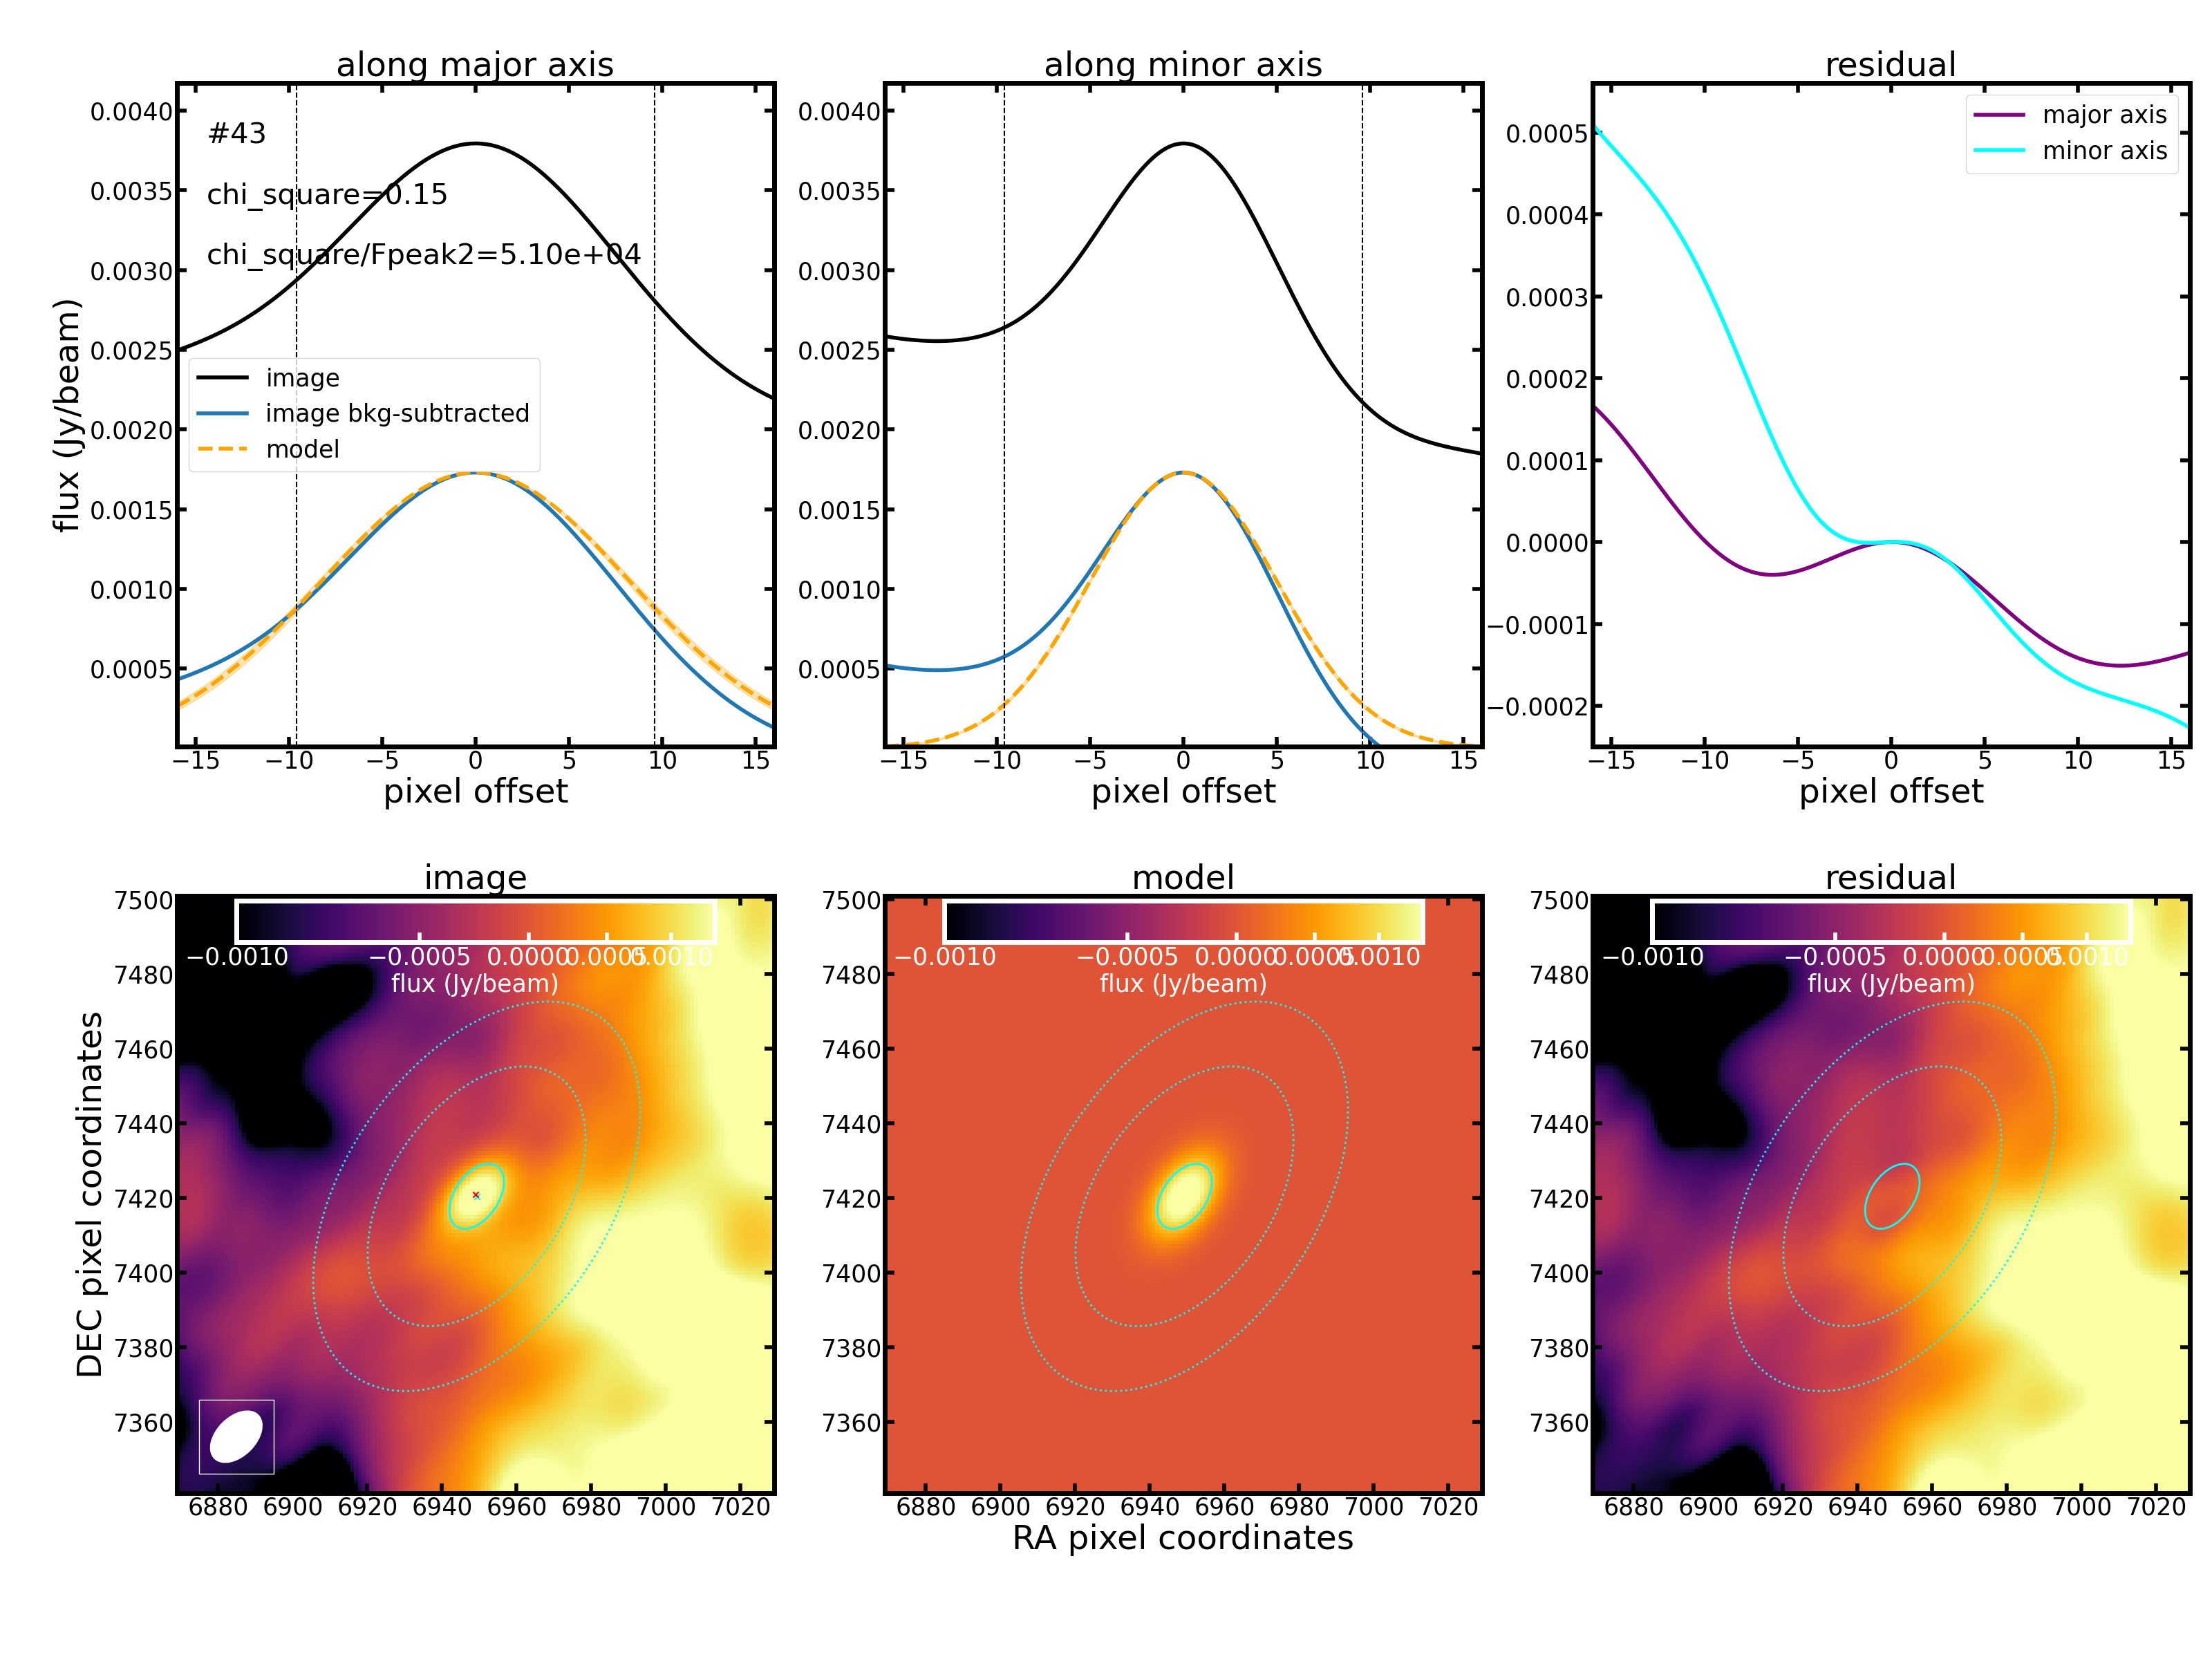 along major axis
along minor axis
residual
0.0040
0.0035
0.0030
0.0025
0.0020
0.0015
0.0010
0.0005
flux (Jy/beam)
#43
chi_square=0.15
chi_square/Fpeak2=5.10e+04
image
image bkg-subtracted
model
−15 −10 −5 0 5 10 15
pixel offset
0.0040
0.0035
0.0030
0.0025
0.0020
0.0015
0.0010
0.0005
−15 −10 −5 0 5 10 15
pixel offset
0.0005
0.0004
0.0003
0.0002
0.0001
0.0000
−0.0001
−0.0002
major axis
minor axis
−15 −10 −5 0 5 10 15
pixel offset
image
model
residual
7500
7480
7460
7440
7420
7400
7380
7360
DEC pixel coordinates
−0.0010 −0.0005 0.0000 0.0005 0.0010
flux (Jy/beam)
6880 6900 6920 6940 6960 6980 7000 7020
7500
7480
7460
7440
7420
7400
7380
7360
−0.0010 −0.0005 0.0000 0.0005 0.0010
flux (Jy/beam)
6880 6900 6920 6940 6960 6980 7000 7020
RA pixel coordinates
7500
7480
7460
7440
7420
7400
7380
7360
−0.0010 −0.0005 0.0000 0.0005 0.0010
flux (Jy/beam)
6880 6900 6920 6940 6960 6980 7000 7020